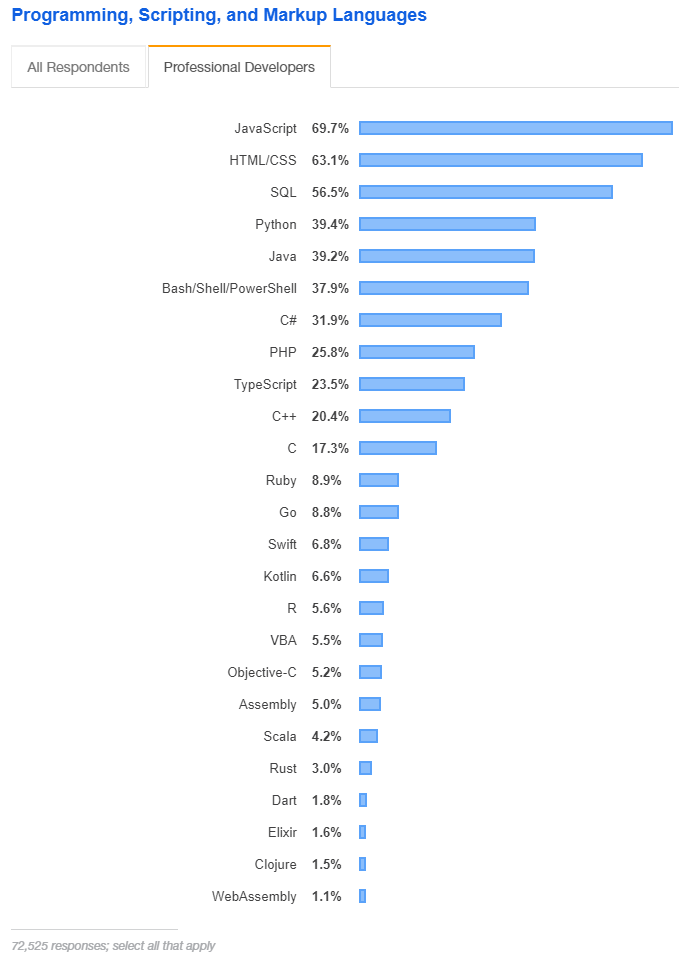 Programming, Scripting, and Markup Languages
All Respondents Professional Developers
JavaScript 69.7%
HTML/CSS 63.1%
SQL 56.5%
Python 39.4%
Java 39.2%
Bash/Shell/PowerShell 37.9%
C# 31.9%
PHP 25.8%
TypeScript 23.5%
C++ 20.4%
C 17.3%
Ruby 8.9%
Go 8.8%
Swift 6.8%
Kotlin 6.6%
R 5.6%
VBA 5.5%
Objective-C 5.2%
Assembly 5.0%
Scala 4.2%
Rust 3.0%
Dart 1.8%
Elixir 1.6%
Clojure 1.5%
WebAssembly 1.1%
72,525 responses; select all that apply